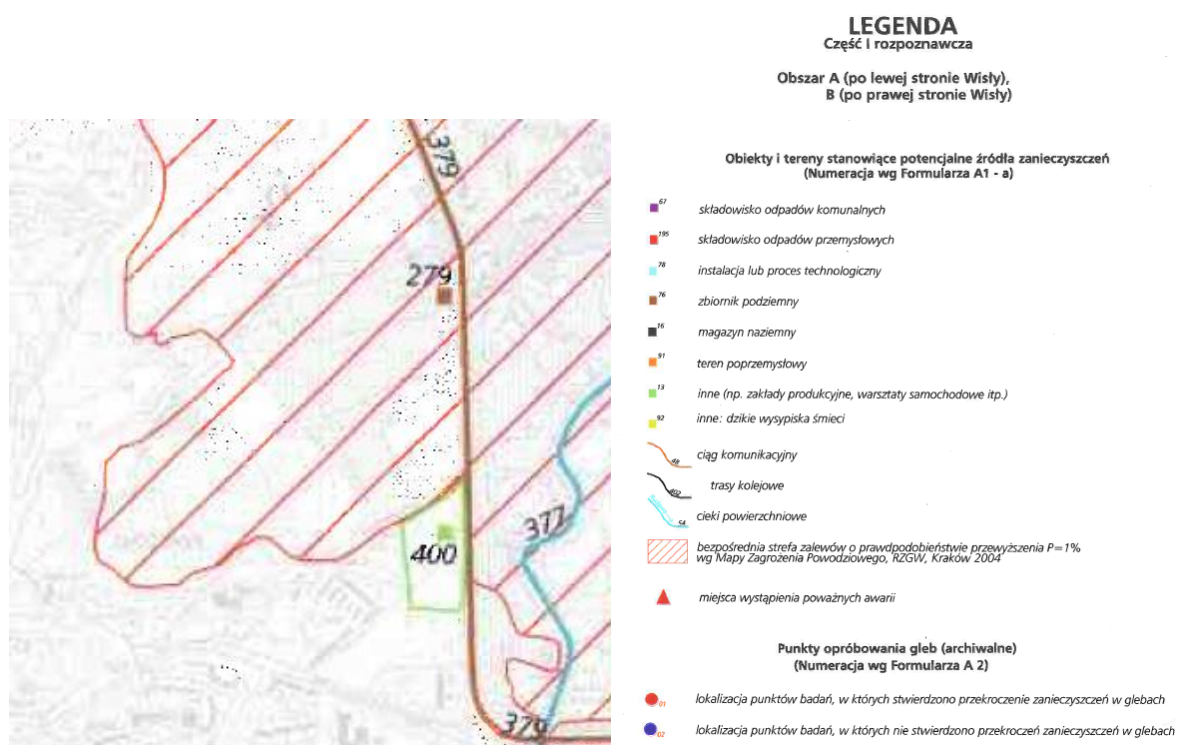 LEGENDA
Część i rozpoznawcza
Obszar A (po lewej stronie Wisły),
B (po prawej stronie Wisły)
Obiekty i tereny stanowiące potencjalne źródła zanieczyszczeń
(Numeracja wg Formularza A1 - a)
67 składowisko odpadów komunalnych
195 składowisko odpadów przemysłowych
78 instalacja lub proces technologiczny
76 zbiornik podziemny
16 magazyn naziemny
91 teren poprzemysłowy
13 inne (np. zakłady produkcyjne, warsztaty samochodowe itp.)
92 inne: dzikie wysypiska śmieci
48 ciąg komunikacyjny
402 trasy kolejowe
54 cieki powierzchniowe
bezpośrednia strefa zalewów o prawdpodobieństwie przewyższenia P=1%
wg Mapy Zagrożenia Powodziowego, RZGW, Kraków 2004
miejsca wystąpienia poważnych awarii
Punkty opróbowania gleb (archiwalne)
(Numeracja wg Formularza A 2)
01 lokalizacja punktów badań, w których stwierdzono przekroczenie zanieczyszczeń w glebach
02 lokalizacja punktów badań, w których nie stwierdzono przekroczeń zanieczyszczeń w glebach
379
279
377
400
379